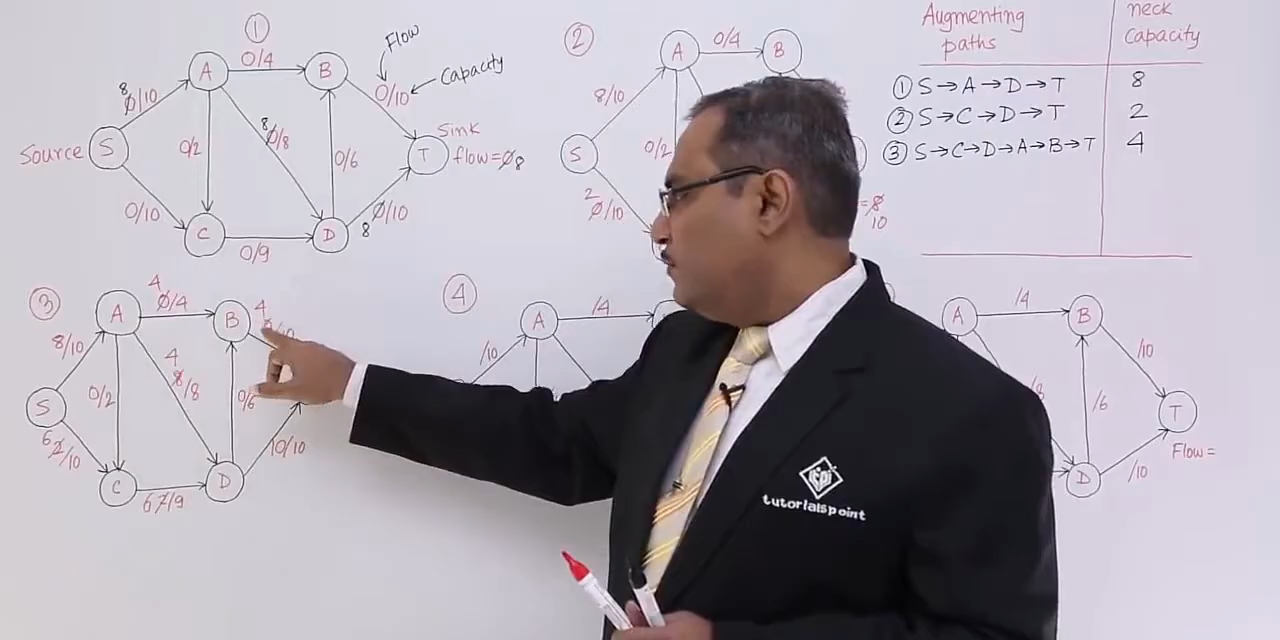 ①
Flow
Capacity
8
0/10
A
0/4
B
0/10
Source
S
0/2
8
0/8
0/6
T
Sink
flow=0 8
0/10
C
0/9
D
8
0/10
②
A
0/4
B
8/10
S
0/2
2
0/10
= 8
10
Augmenting paths
neck Capacity
① S→A→D→T 8
② S→C→D→T 2
③ S→C→D→A→B→T 4
③
A
4
0/4
B
4
8/10
S
0/2
4
8/8
0/6
6
2/10
C
6 2/9
D
10/10
④
A
/4
/10
A
/4
B
/10
/8
/6
T
Flow=
D
/10
tutorialspoint